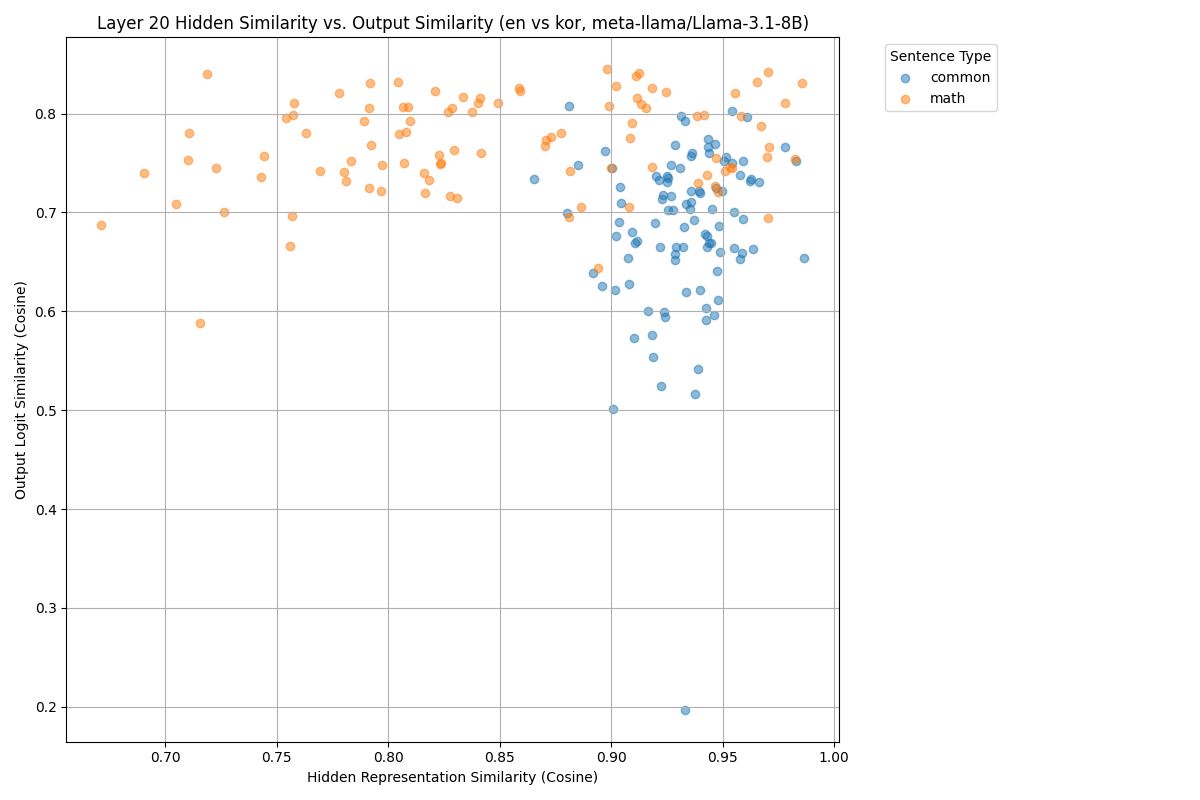 Layer 20 Hidden Similarity vs. Output Similarity (en vs kor, meta-llama/Llama-3.1-8B)
Sentence Type
common
math
Output Logit Similarity (Cosine)
0.8
0.7
0.6
0.5
0.4
0.3
0.2
0.70 0.75 0.80 0.85 0.90 0.95 1.00
Hidden Representation Similarity (Cosine)